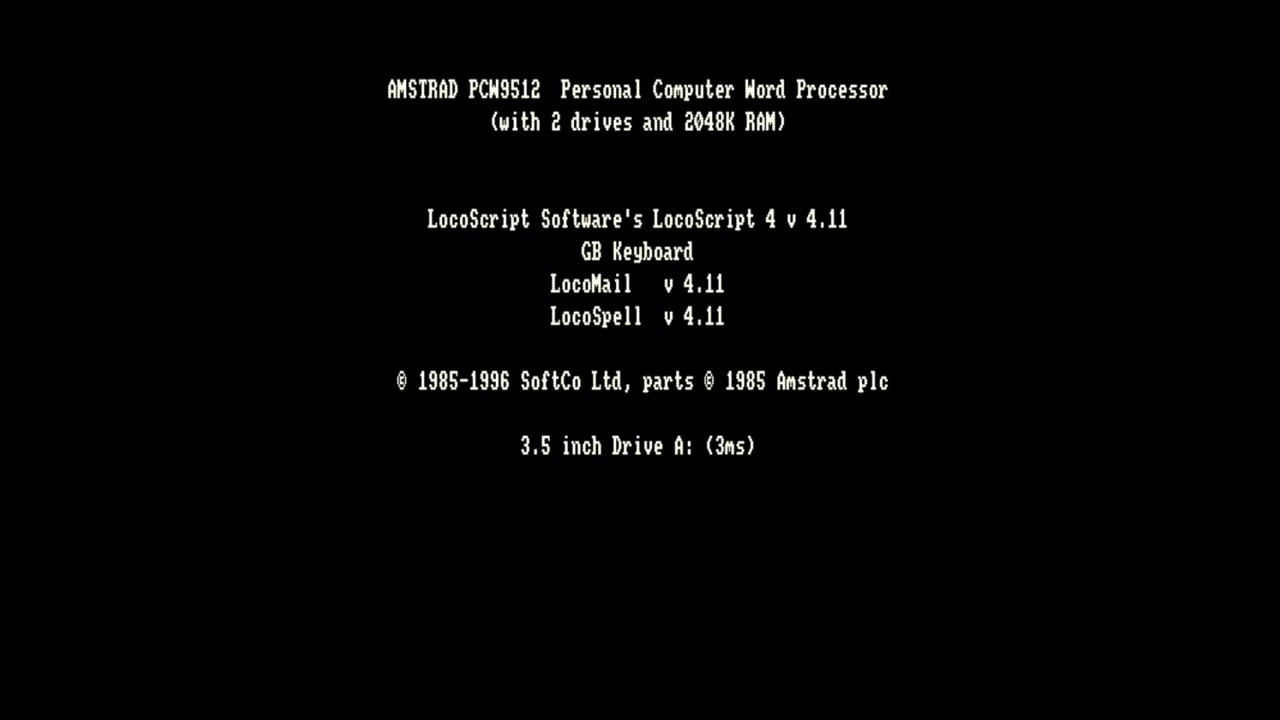 AMSTRAD PCW9512  Personal Computer Word Processor
(with 2 drives and 2048K RAM)
LocoScript Software's LocoScript 4 v 4.11
GB Keyboard
LocoMail   v 4.11
LocoSpell  v 4.11
© 1985-1996 SoftCo Ltd, parts © 1985 Amstrad plc
3.5 inch Drive A: (3ms)